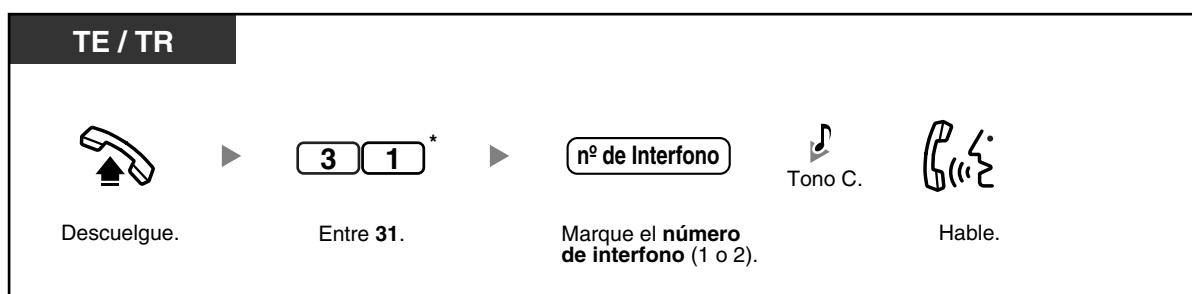 TE / TR
3 1 *
nº de Interfono
Tono C.
Descuelgue.
Entre 31.
Marque el número
de interfono (1 o 2).
Hable.